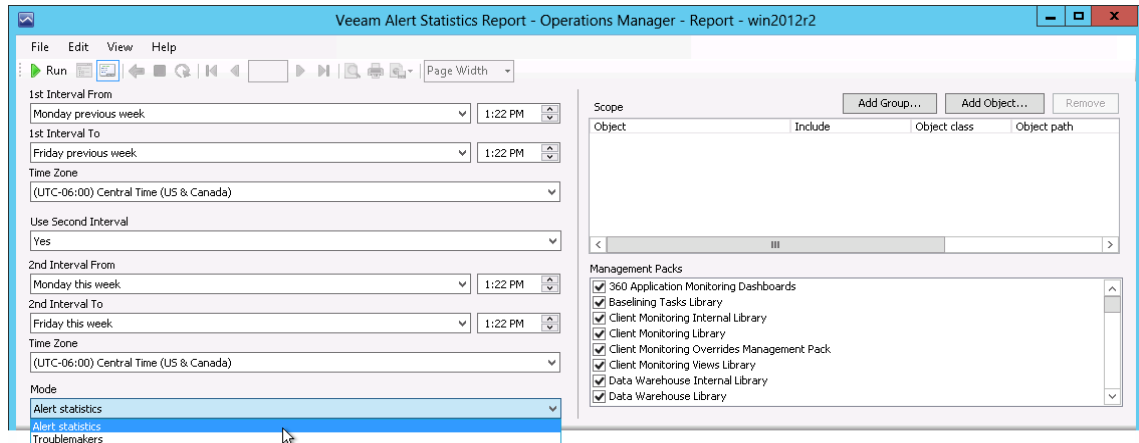 Veeam Alert Statistics Report - Operations Manager - Report - win2012r2
File Edit View Help
Run Page Width
1st Interval From
Monday previous week 1:22 PM
1st Interval To
Friday previous week 1:22 PM
Time Zone
(UTC-06:00) Central Time (US & Canada)
Use Second Interval
Yes
2nd Interval From
Monday this week 1:22 PM
2nd Interval To
Friday this week 1:22 PM
Time Zone
(UTC-06:00) Central Time (US & Canada)
Mode
Alert statistics
Alert statistics
Troublemakers
Scope Add Group... Add Object... Remove
Object Include Object class Object path
Management Packs
360 Application Monitoring Dashboards
Baselining Tasks Library
Client Monitoring Internal Library
Client Monitoring Library
Client Monitoring Overrides Management Pack
Client Monitoring Views Library
Data Warehouse Internal Library
Data Warehouse Library